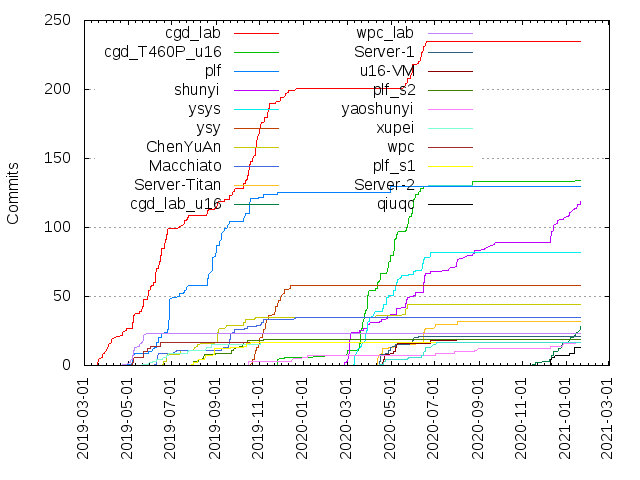 250
200
150
100
50
0
Commits
cgd_lab
cgd_T460P_u16
plf
shunyi
ysys
ysy
ChenYuAn
Macchiato
Server-Titan
cgd_lab_u16
wpc_lab
Server-1
u16-VM
plf_s2
yaoshunyi
xupei
wpc
plf_s1
Server-2
qiuqc
2019-03-01
2019-05-01
2019-07-01
2019-09-01
2019-11-01
2020-01-01
2020-03-01
2020-05-01
2020-07-01
2020-09-01
2020-11-01
2021-01-01
2021-03-01